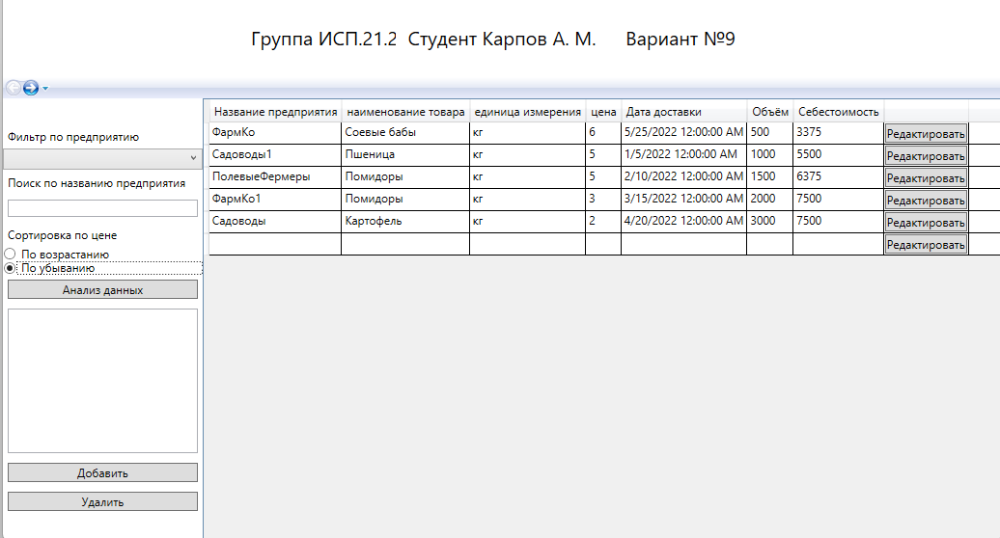 Группа ИСП.21.2 Студент Карпов А. М. Вариант №9
Фильтр по предприятию
Поиск по названию предприятия
Сортировка по цене
По возрастанию
По убыванию
Анализ данных
Добавить
Удалить
Название предприятия наименование товара единица измерения цена Дата доставки Объём Себестоимость
ФармКо Соевые бабы кг 6 5/25/2022 12:00:00 AM 500 3375 Редактировать
Садоводы1 Пшеница кг 5 1/5/2022 12:00:00 AM 1000 5500 Редактировать
ПолевыеФермеры Помидоры кг 5 2/10/2022 12:00:00 AM 1500 6375 Редактировать
ФармКо1 Помидоры кг 3 3/15/2022 12:00:00 AM 2000 7500 Редактировать
Садоводы Картофель кг 2 4/20/2022 12:00:00 AM 3000 7500 Редактировать
Редактировать